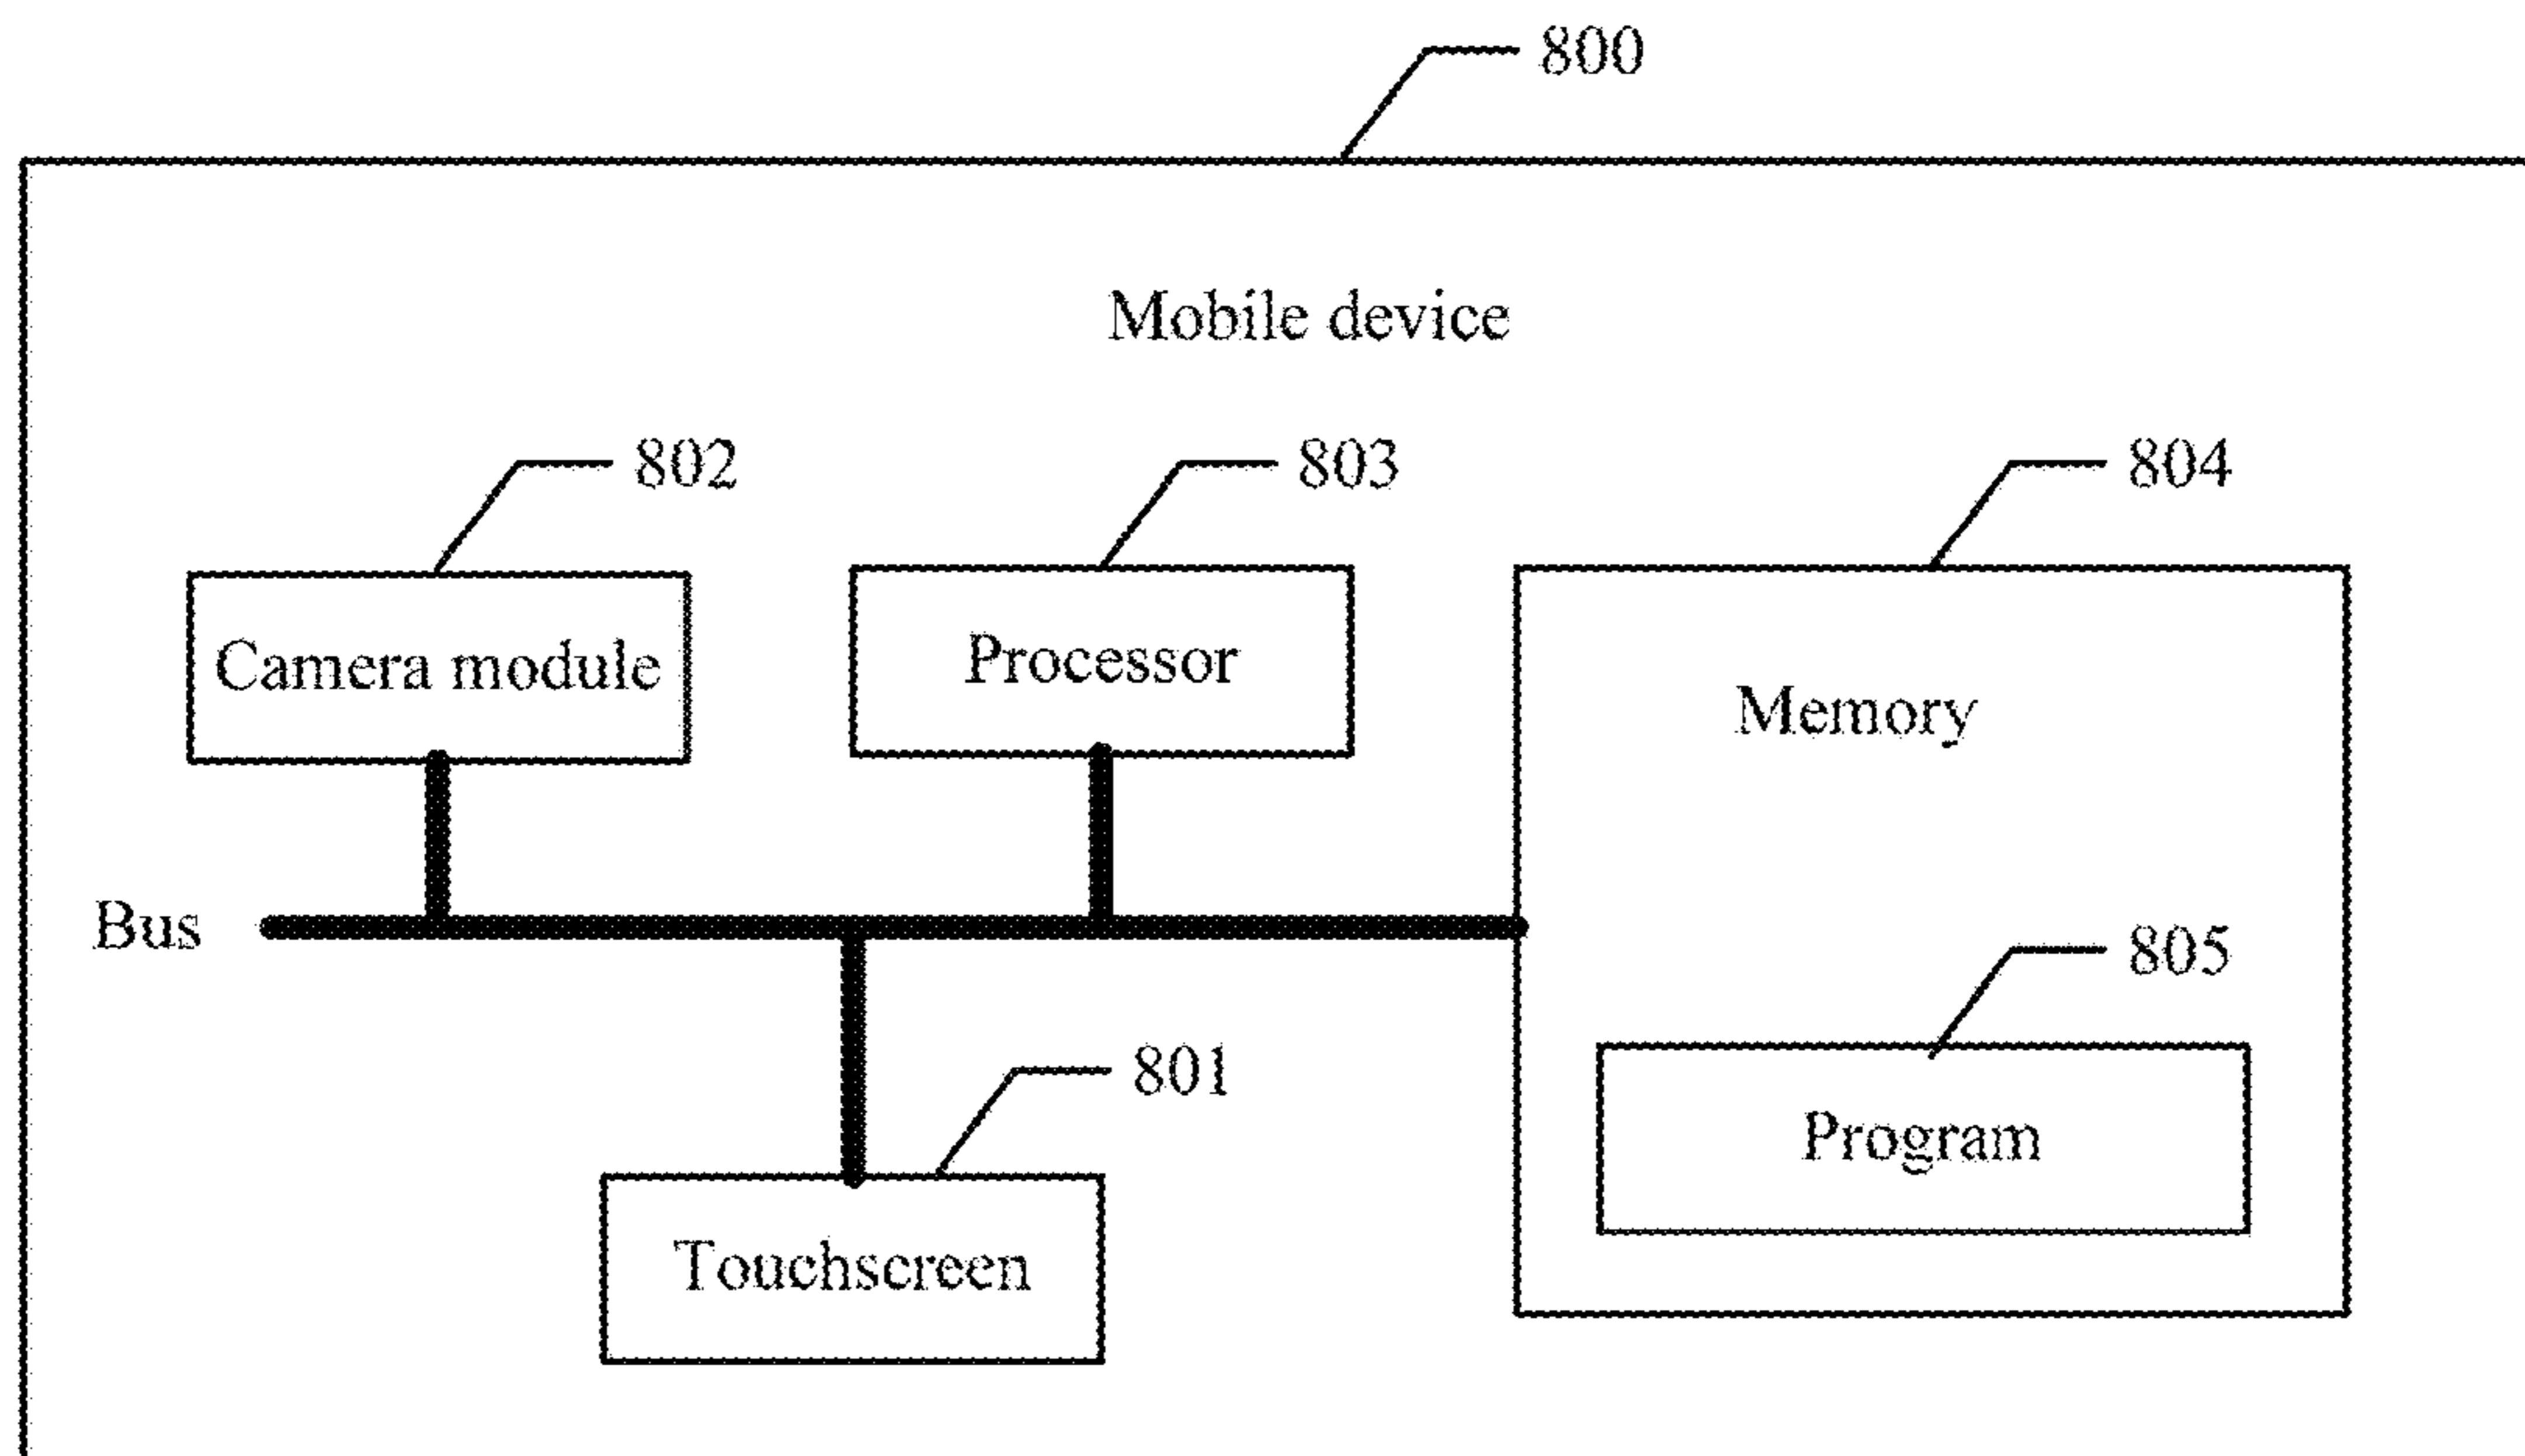 800
Mobile device
802
803
804
Camera module
Processor
Memory
Bus
805
801
Program
Touchscreen